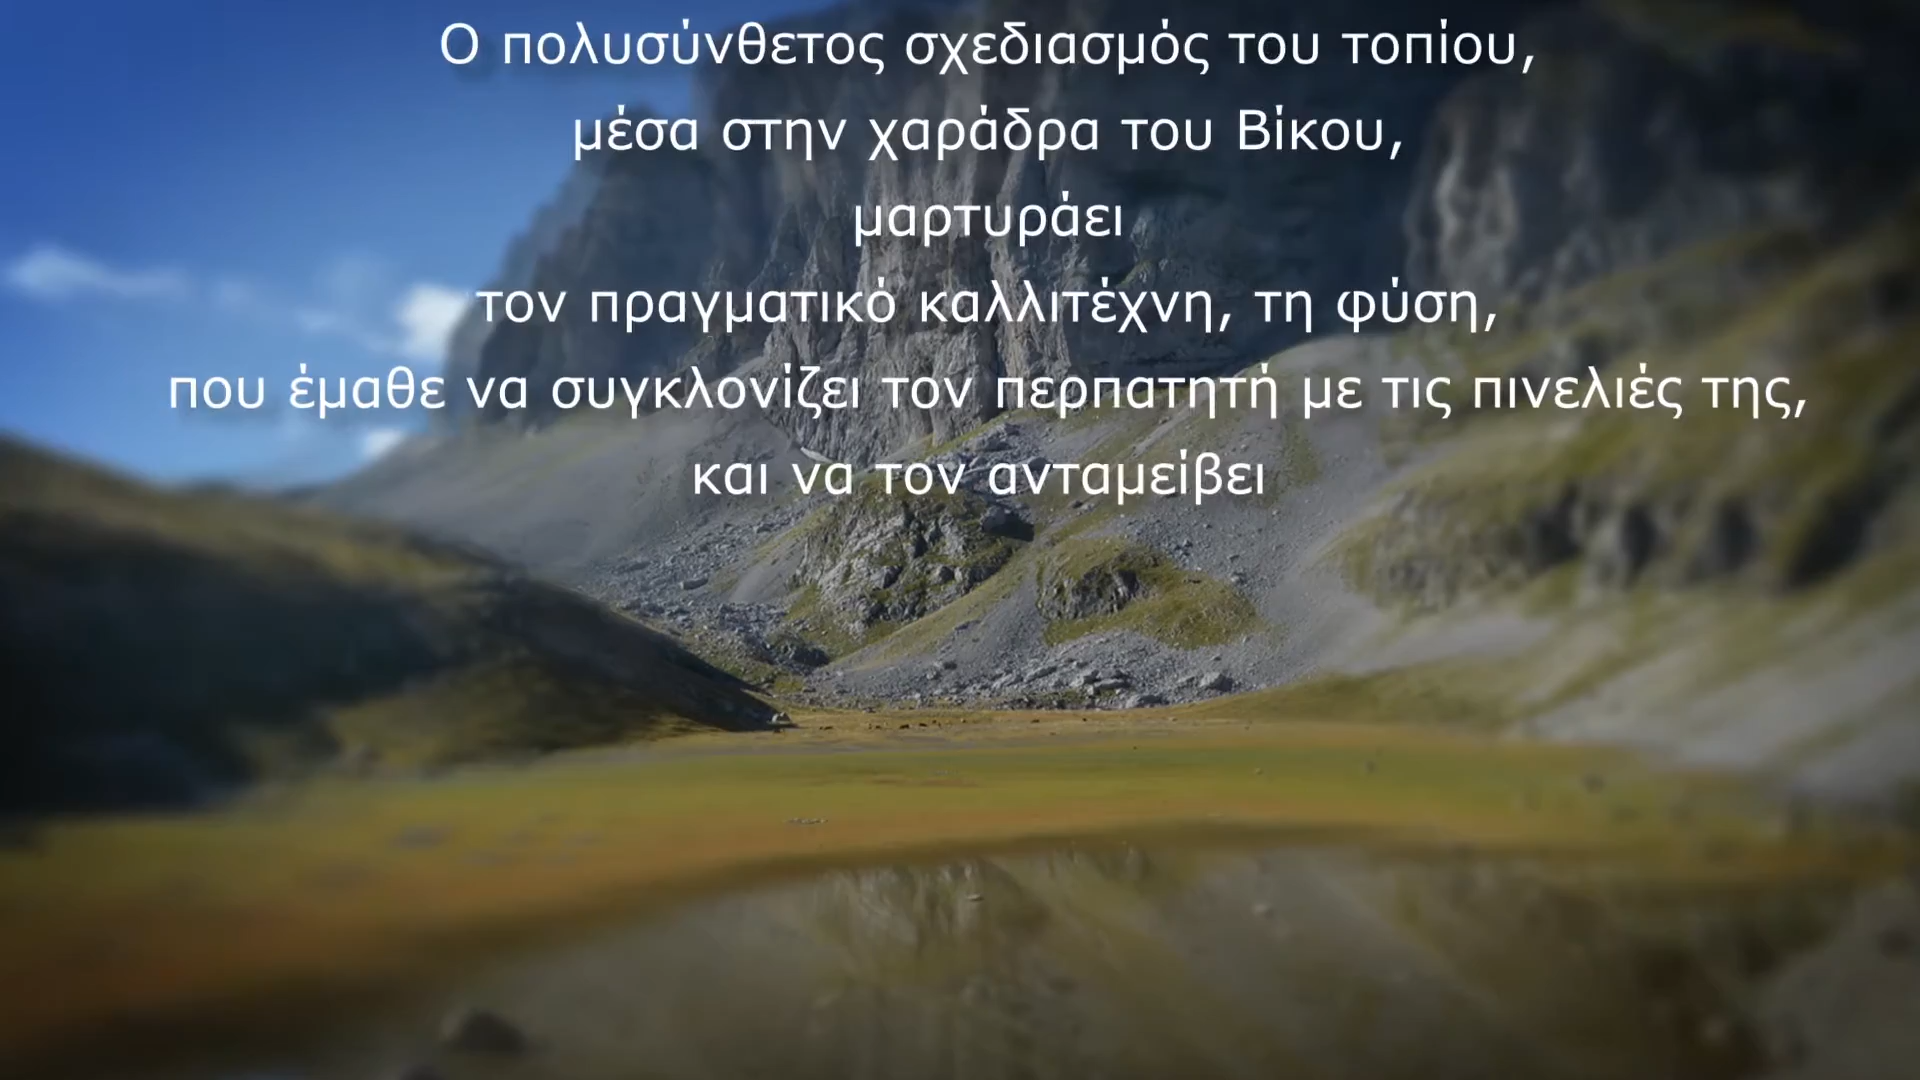 Ο πολυσύνθετος σχεδιασμός του τοπίου,
μέσα στην χαράδρα του Βίκου,
μαρτυράει
τον πραγματικό καλλιτέχνη, τη φύση,
που έμαθε να συγκλονίζει τον περπατητή με τις πινελιές της,
και να τον ανταμείβει